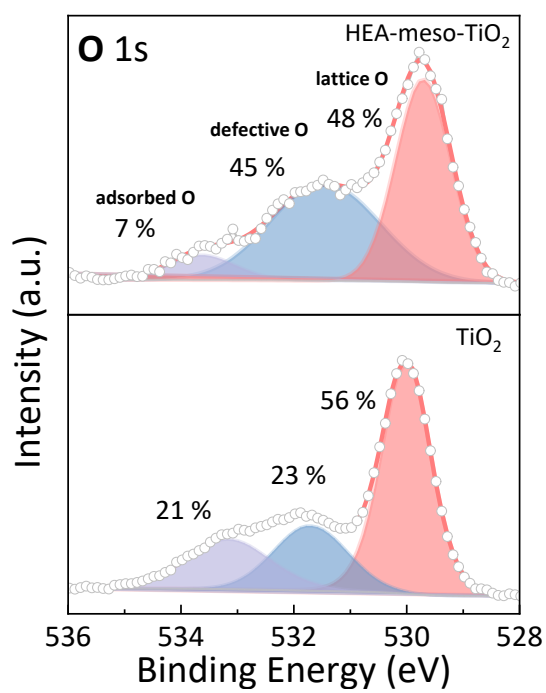 O 1s
HEA-meso-TiO₂
lattice O
48 %
defective O
45 %
adsorbed O
7 %
TiO₂
56 %
23 %
21 %
Intensity (a.u.)
536 534 532 530 528
Binding Energy (eV)